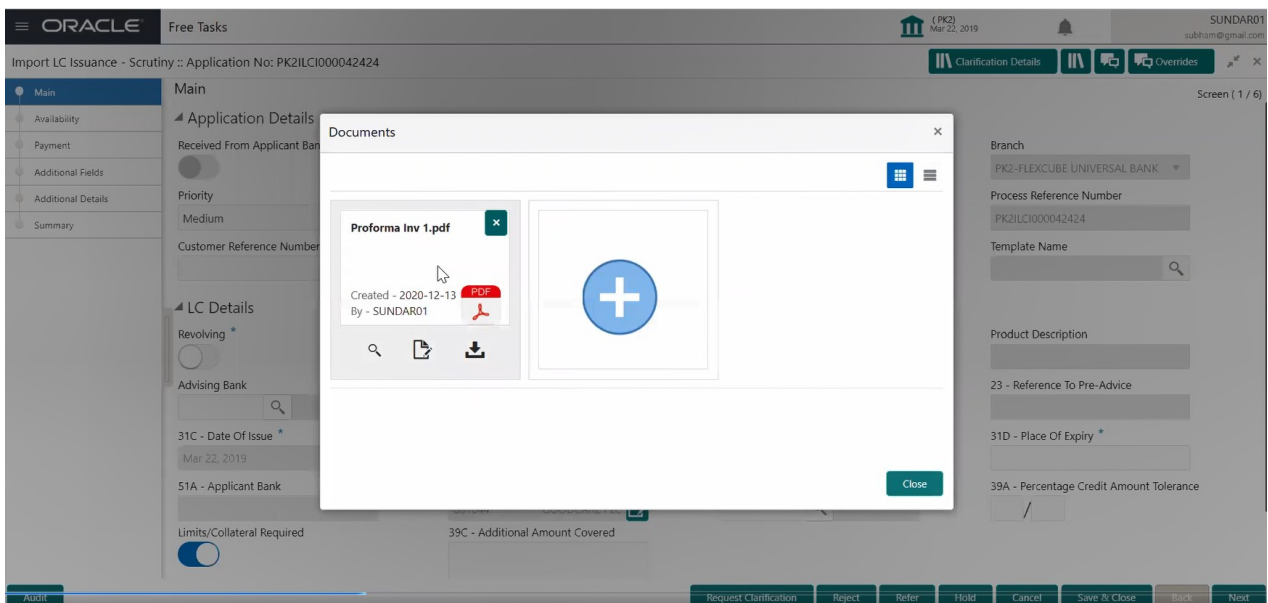 ORACLE
Free Tasks
( PK2)
Mar 22, 2019
SUNDAR01
subham@gmail.com
Import LC Issuance - Scrutiny :: Application No: PK2ILCI000042424
Clarification Details
Overrides
Main
Availability
Payment
Additional Fields
Additional Details
Summary
Main
Screen ( 1 / 6)
Application Details
Received From Applicant Ban
Priority
Medium
Customer Reference Number
Branch
PK2-FLEXCUBE UNIVERSAL BANK
Process Reference Number
PK2ILCI000042424
Template Name
Documents
Proforma Inv 1.pdf
Created - 2020-12-13
By - SUNDAR01
PDF
Close
LC Details
Revolving *
Advising Bank
31C - Date Of Issue *
Mar 22, 2019
51A - Applicant Bank
Limits/Collateral Required
39C - Additional Amount Covered
Product Description
23 - Reference To Pre-Advice
31D - Place Of Expiry *
39A - Percentage Credit Amount Tolerance
/
Audit
Request Clarification
Reject
Refer
Hold
Cancel
Save & Close
Back
Next